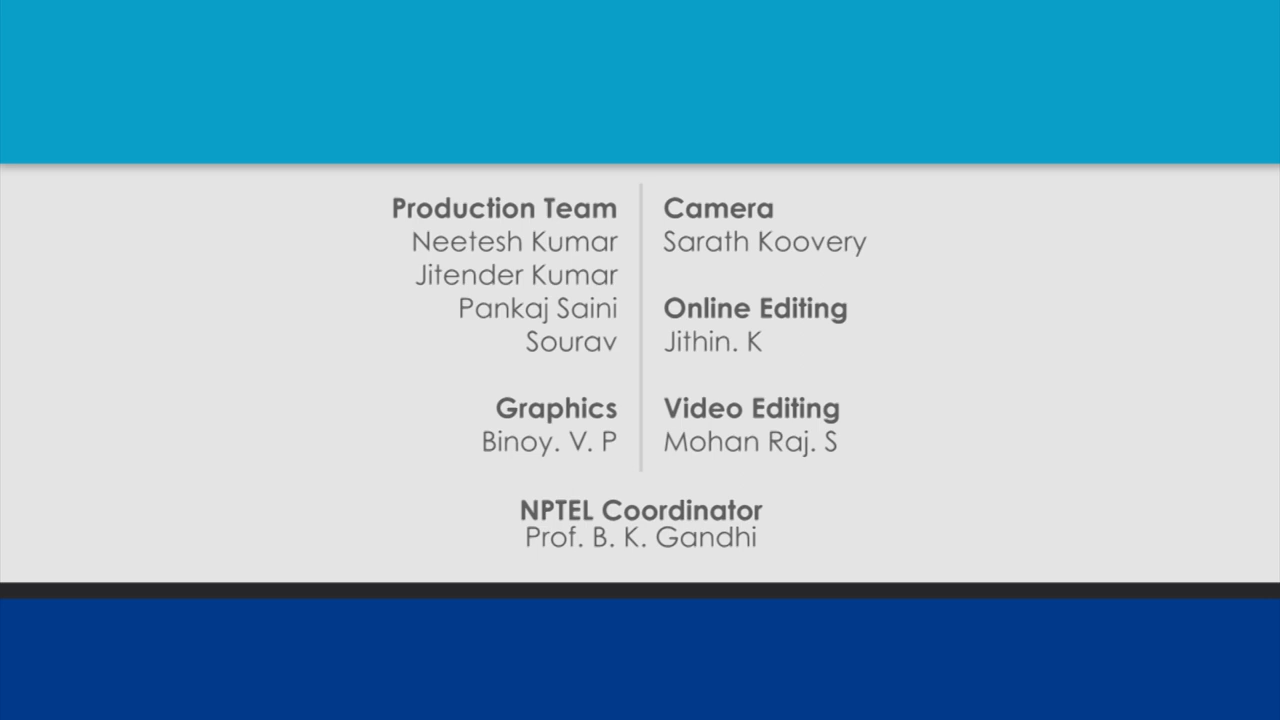 Production Team
Neetesh Kumar
Jitender Kumar
Pankaj Saini
Sourav
Graphics
Binoy. V. P
Camera
Sarath Koovery
Online Editing
Jithin. K
Video Editing
Mohan Raj. S
NPTEL Coordinator
Prof. B. K. Gandhi